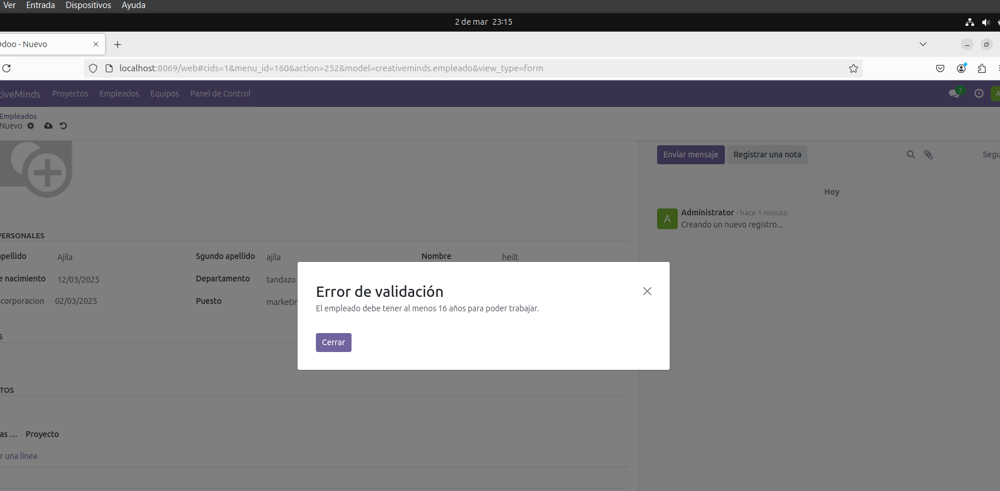 Ver Entrada Dispositivos Ayuda
2 de mar 23:15
doo - Nuevo
localhost:8069/web#cids=1&menu_id=160&action=252&model=creativeminds.empleado&view_type=form
tiveMinds Proyectos Empleados Equipos Panel de Control 2 A
Empleados
Nuevo
Enviar mensaje Registrar una nota Segu
Hoy
A Administrator - hace 1 minuto
Creando un nuevo registro...
PERSONALES
apellido Ajila Sgundo apellido ajila Nombre heilt
e nacimiento 12/03/2025 Departamento tandazo
corporacion 02/03/2025 Puesto marketin
Error de validación
El empleado debe tener al menos 16 años para poder trabajar.
Cerrar
S
TOS
as ... Proyecto
r una línea